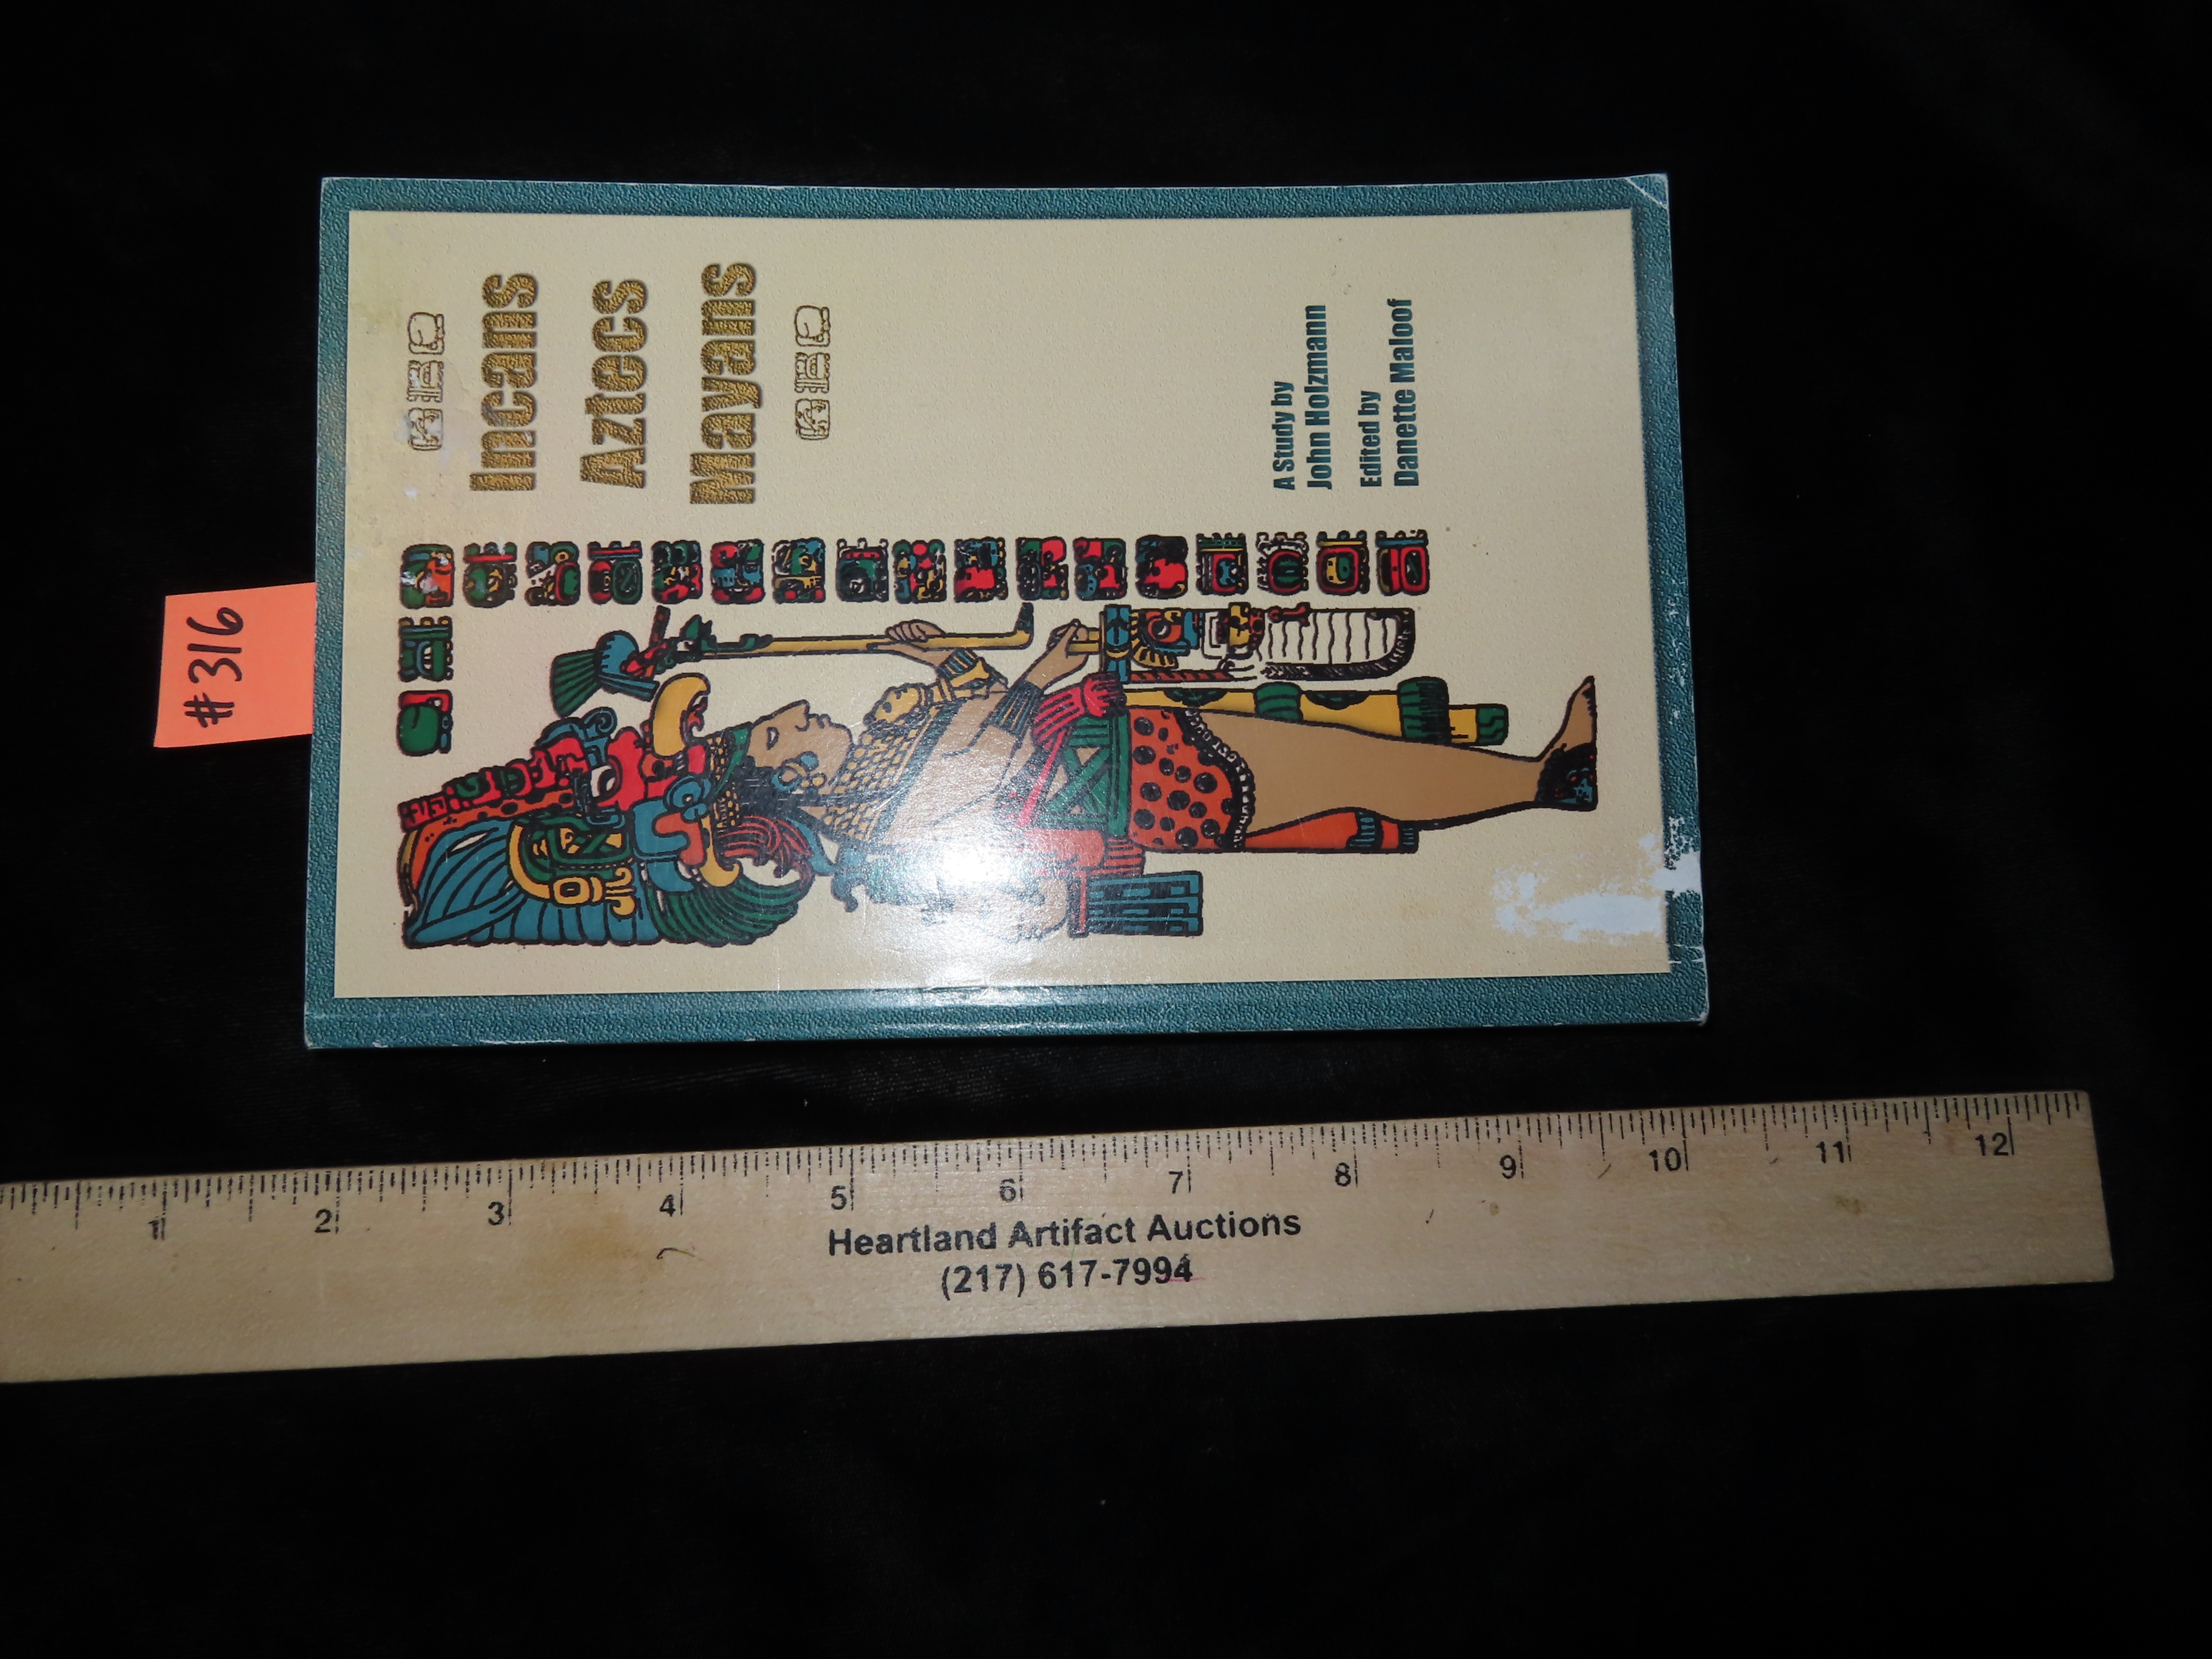 #316
Incans
Aztecs
Mayans
A Study by
John Holzmann
Edited by
Danette Maloof
1 2 3 4 5 6 7 8 9 10 11 12
Heartland Artifact Auctions
(217) 617-7994